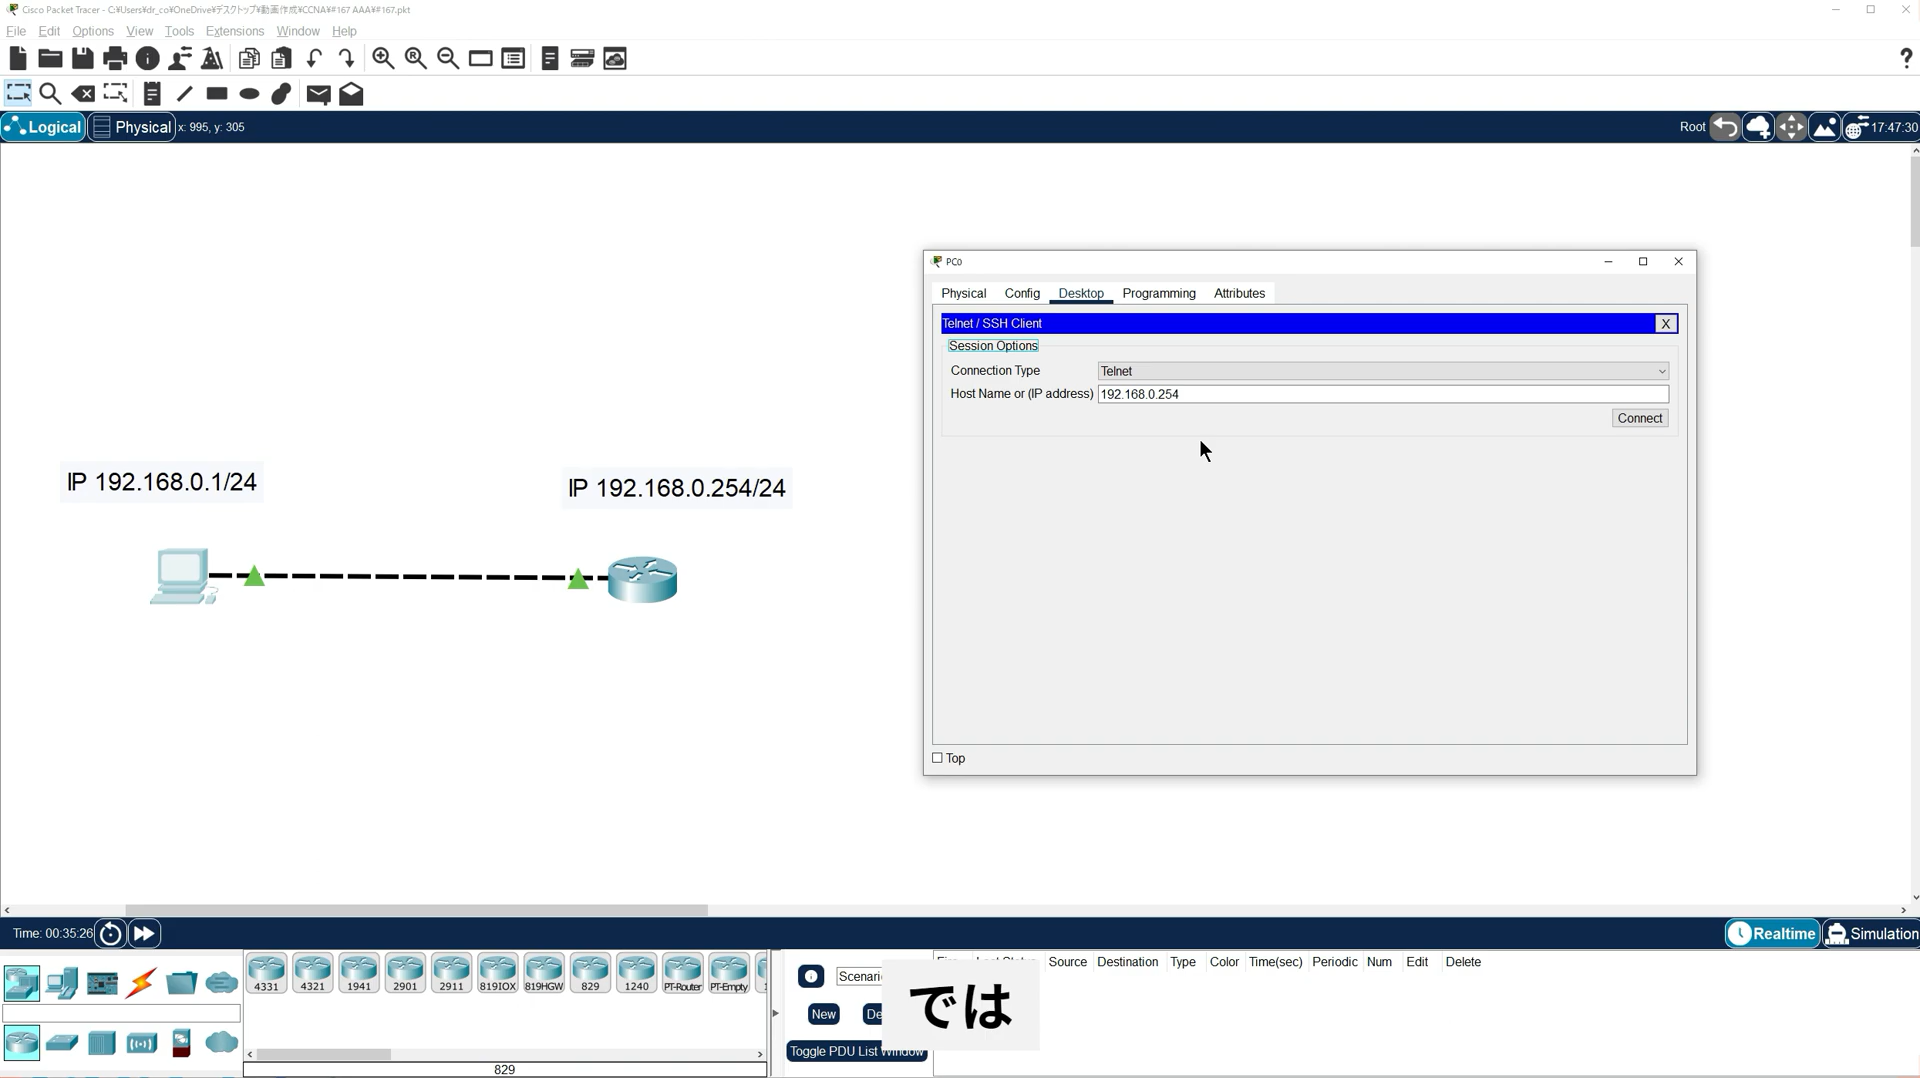 Cisco Packet Tracer - C:¥Users¥dr_co¥OneDrive¥デスクトップ¥動画作成¥CCNA¥#167 AAA¥#167.pkt
File Edit Options View Tools Extensions Window Help
?
Logical Physical x: 995, y: 305 Root 17:47:30
PC0
Physical Config Desktop Programming Attributes
Telnet / SSH Client X
Session Options
Connection Type Telnet
Host Name or (IP address) 192.168.0.254
Connect
IP 192.168.0.1/24
IP 192.168.0.254/24
Top
Time: 00:35:26 Realtime Simulation
4331 4321 1941 2901 2911 819IOX 819HGW 829 1240 PT-Router PT-Empty
Scenari
Source Destination Type Color Time(sec) Periodic Num Edit Delete
New De
では
Toggle PDU List Window
829